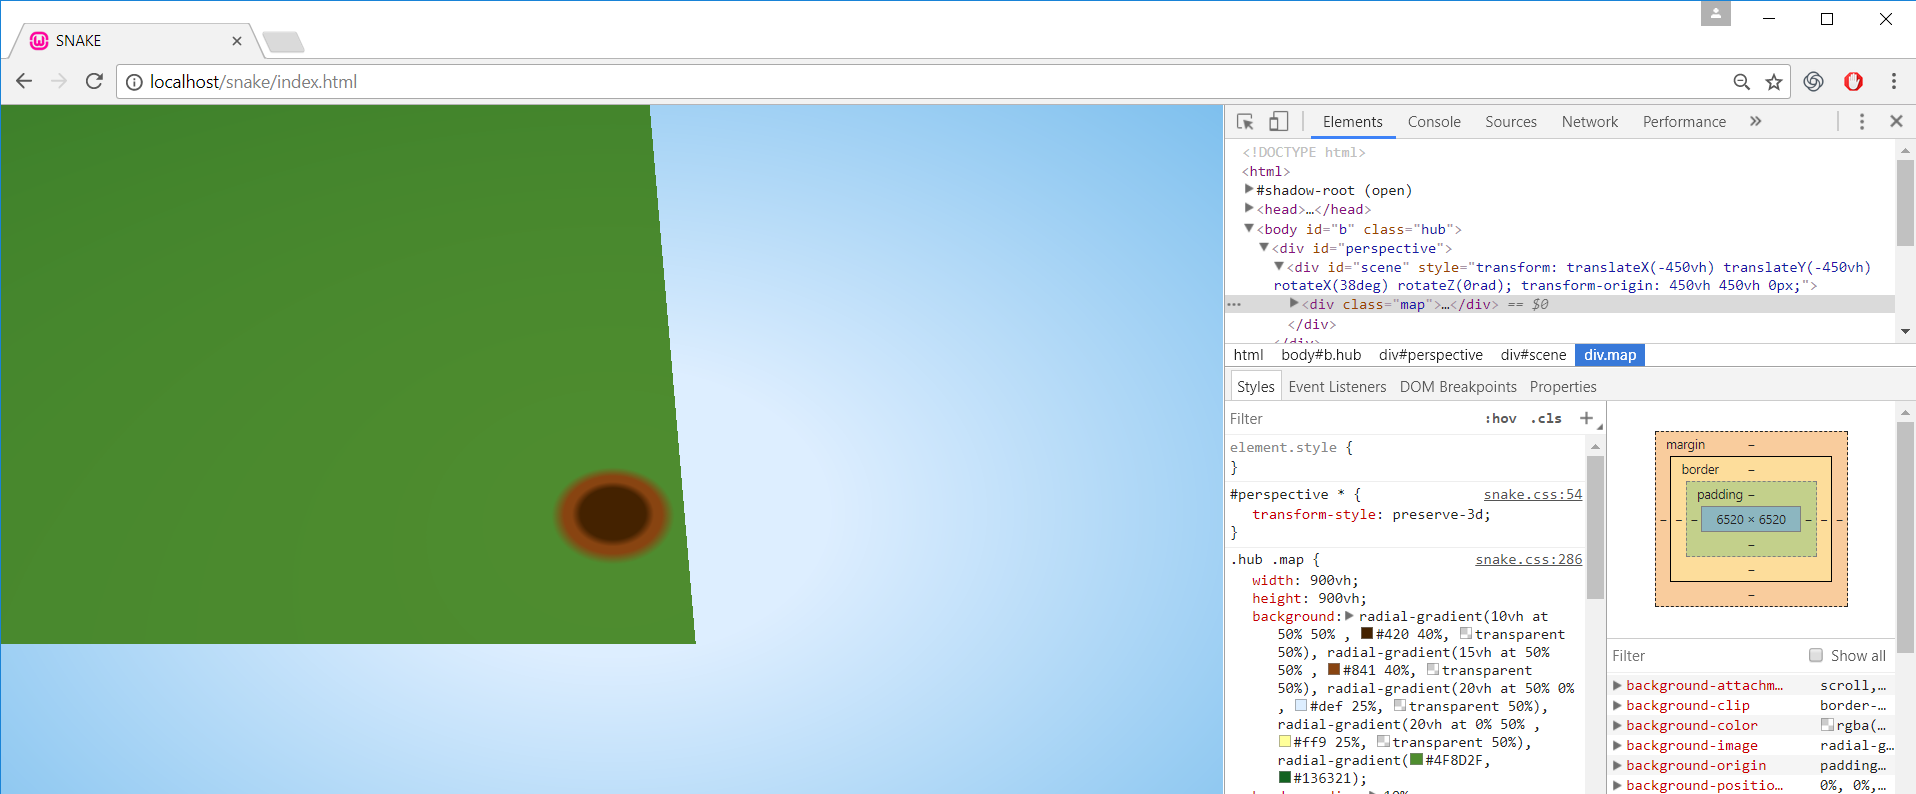 SNAKE
localhost/snake/index.html
Elements Console Sources Network Performance »
<!DOCTYPE html>
<html>
#shadow-root (open)
<head>…</head>
<body id="b" class="hub">
<div id="perspective">
<div id="scene" style="transform: translateX(-450vh) translateY(-450vh)
rotateX(38deg) rotateZ(0rad); transform-origin: 450vh 450vh 0px;">
… <div class="map">…</div> == $0
</div>
</div>
html body#b.hub div#perspective div#scene div.map
Styles Event Listeners DOM Breakpoints Properties
Filter :hov .cls +
element.style {
}
#perspective * { snake.css:54
transform-style: preserve-3d;
}
.hub .map { snake.css:286
width: 900vh;
height: 900vh;
background: radial-gradient(10vh at
50% 50% , #420 40%, transparent
50%), radial-gradient(15vh at 50%
50% , #841 40%, transparent
50%), radial-gradient(20vh at 50% 0%
, #def 25%, transparent 50%),
radial-gradient(20vh at 0% 50% ,
#ff9 25%, transparent 50%),
radial-gradient(#4F8D2F,
#136321);
margin –
border –
padding –
– – – 6520 × 6520 – – –
–
–
–
Filter Show all
background-attachm… scroll,…
background-clip border-…
background-color rgba(…
background-image radial-g…
background-origin padding…
background-positio… 0%, 0%,…